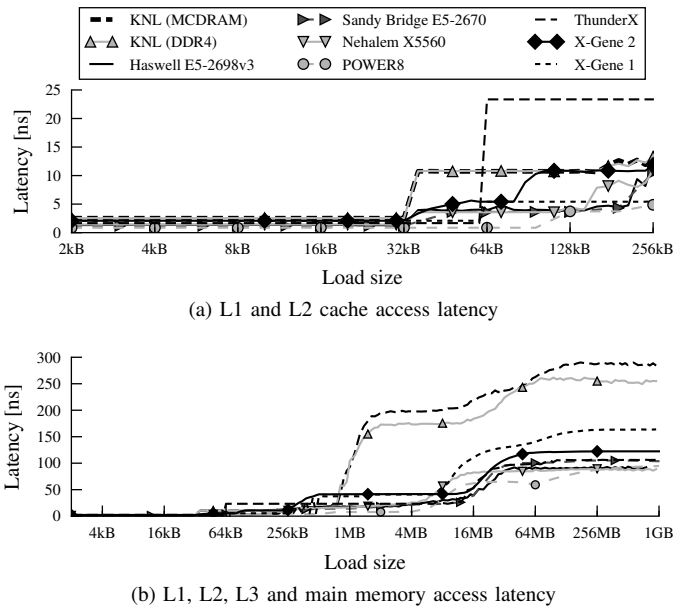 KNL (MCDRAM) Sandy Bridge E5-2670 ThunderX
KNL (DDR4) Nehalem X5560 X-Gene 2
Haswell E5-2698v3 POWER8 X-Gene 1
25
20
15
10
5
0
Latency [ns]
2kB 4kB 8kB 16kB 32kB 64kB 128kB 256kB
Load size
(a) L1 and L2 cache access latency
300
250
200
150
100
50
0
Latency [ns]
4kB 16kB 64kB 256kB 1MB 4MB 16MB 64MB 256MB 1GB
Load size
(b) L1, L2, L3 and main memory access latency